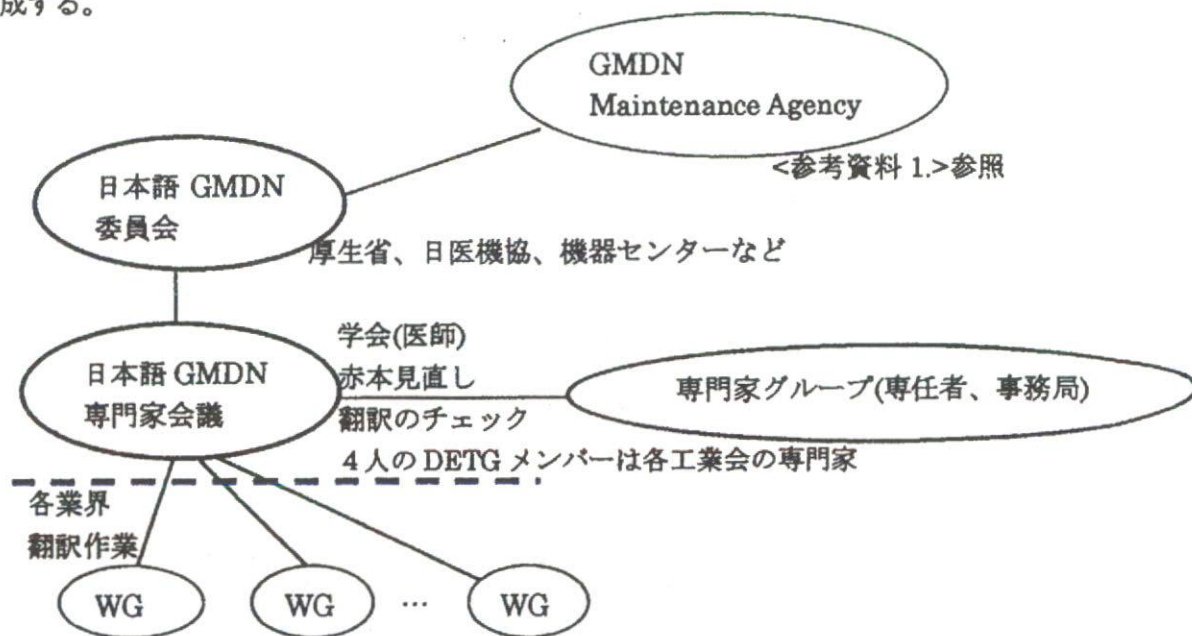 成する。
GMDN
Maintenance Agency
<参考資料 1.>参照
日本語 GMDN
委員会
厚生省、日医機協、機器センターなど
学会(医師)
日本語 GMDN
専門家会議
赤本見直し
翻訳のチェック
専門家グループ(専任者、事務局)
4人の DETG メンバーは各工業会の専門家
各業界
翻訳作業
WG
WG
…
WG